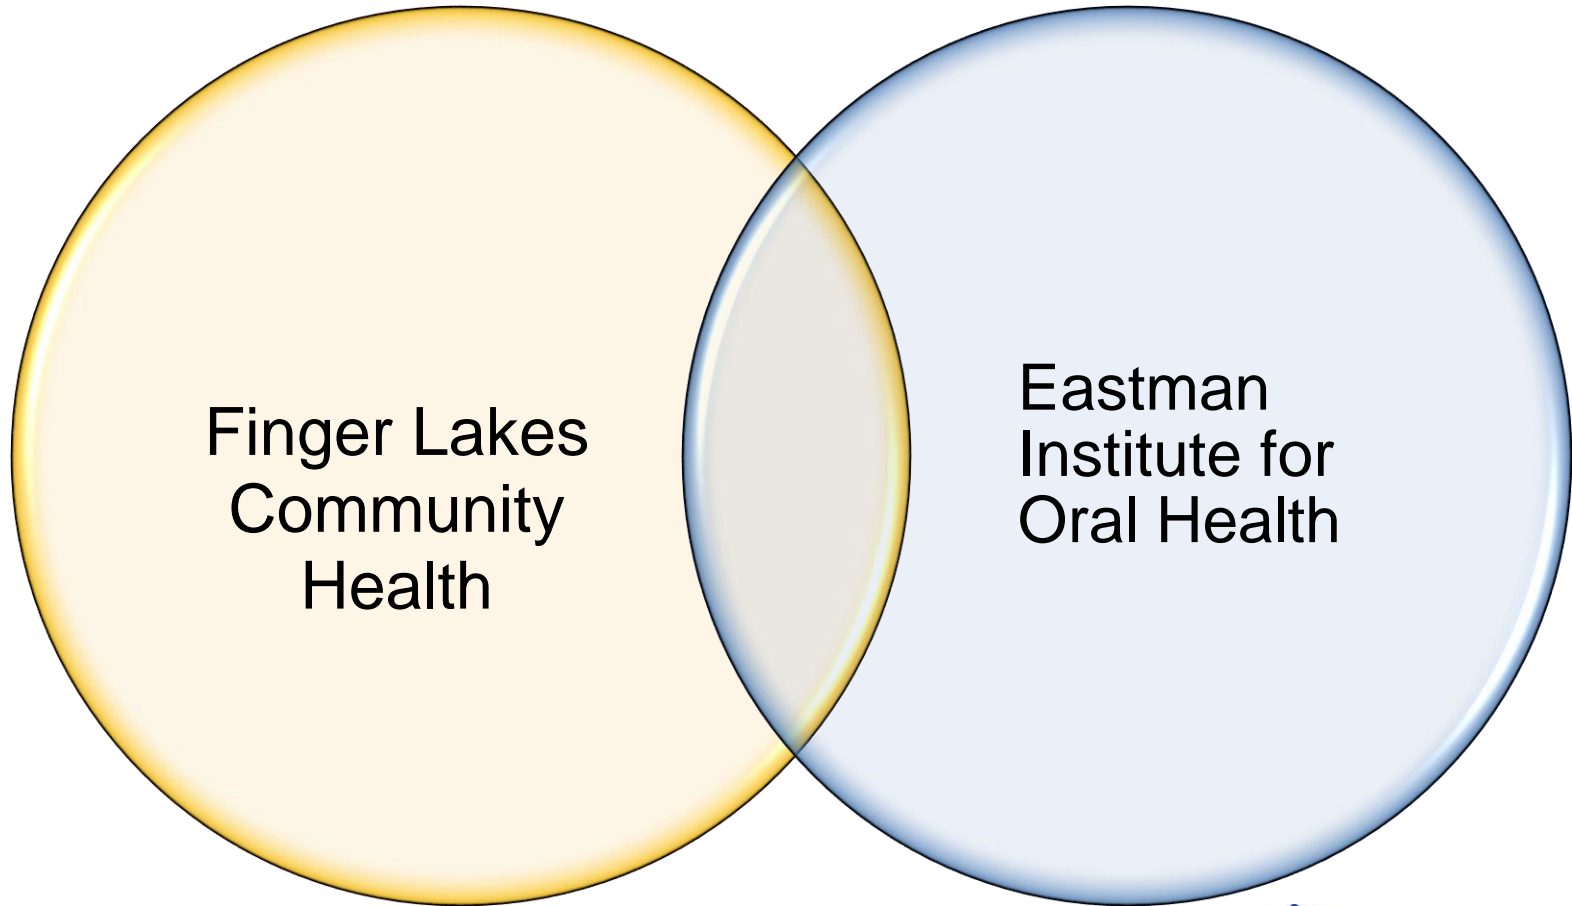 Finger Lakes
Community
Health
Eastman
Institute for
Oral Health